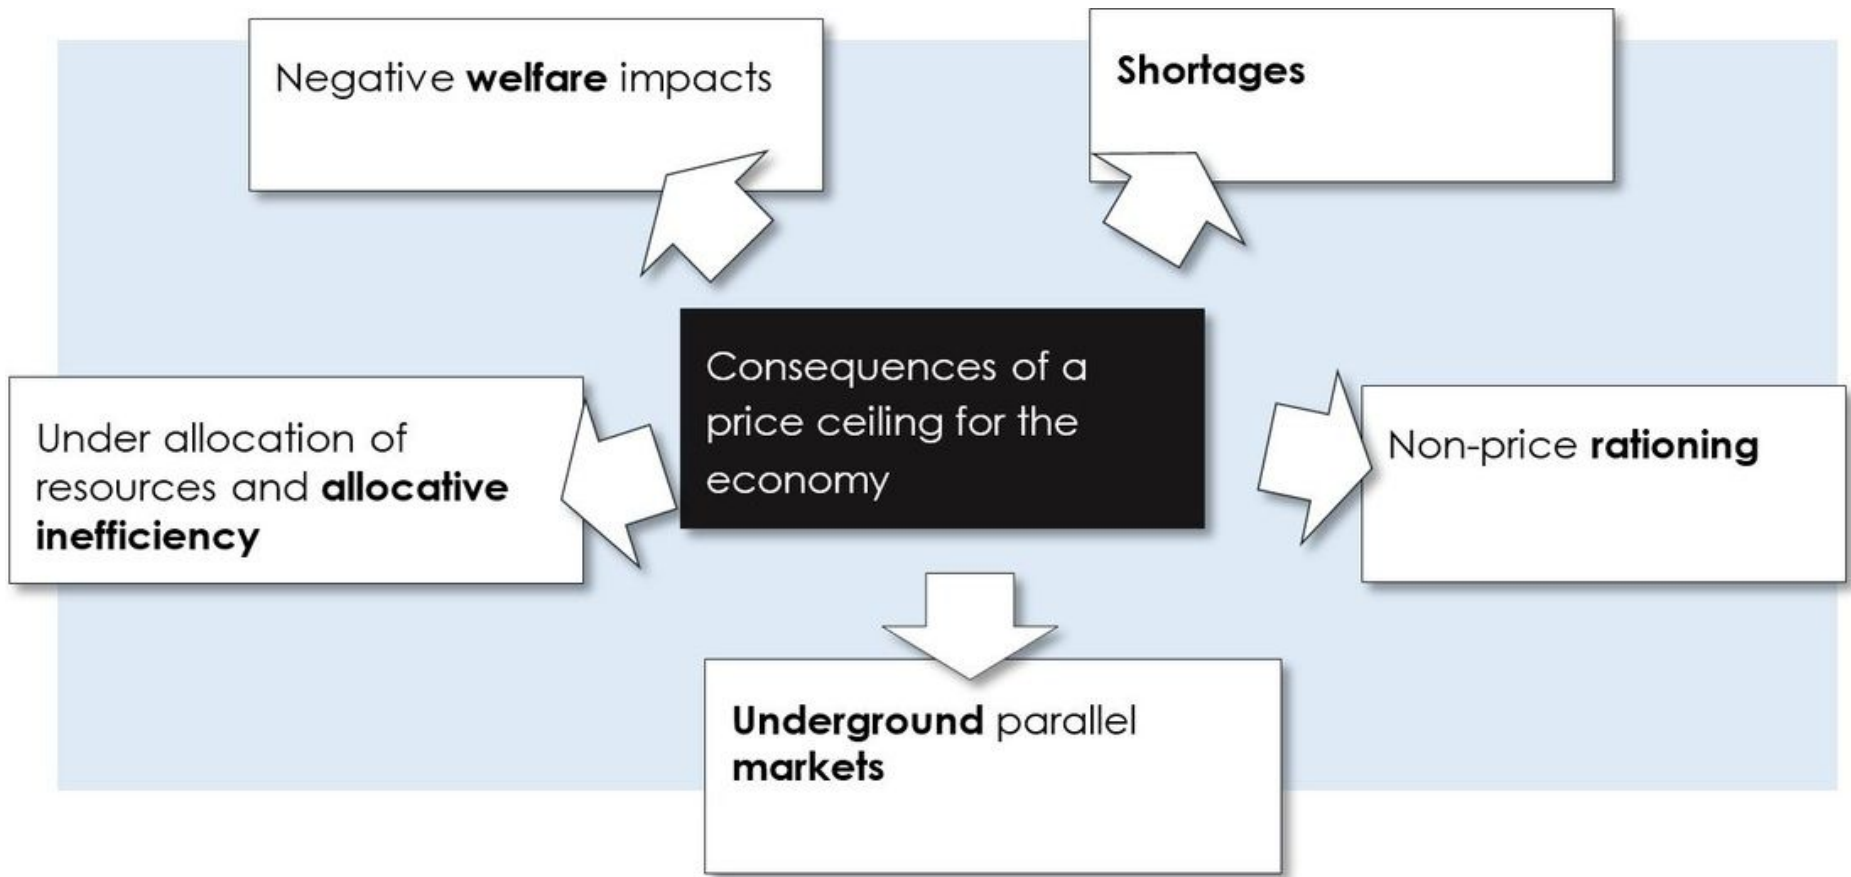 Negative welfare impacts
Shortages
Consequences of a
price ceiling for the
economy
Under allocation of
resources and allocative
inefficiency
Non-price rationing
Underground parallel
markets